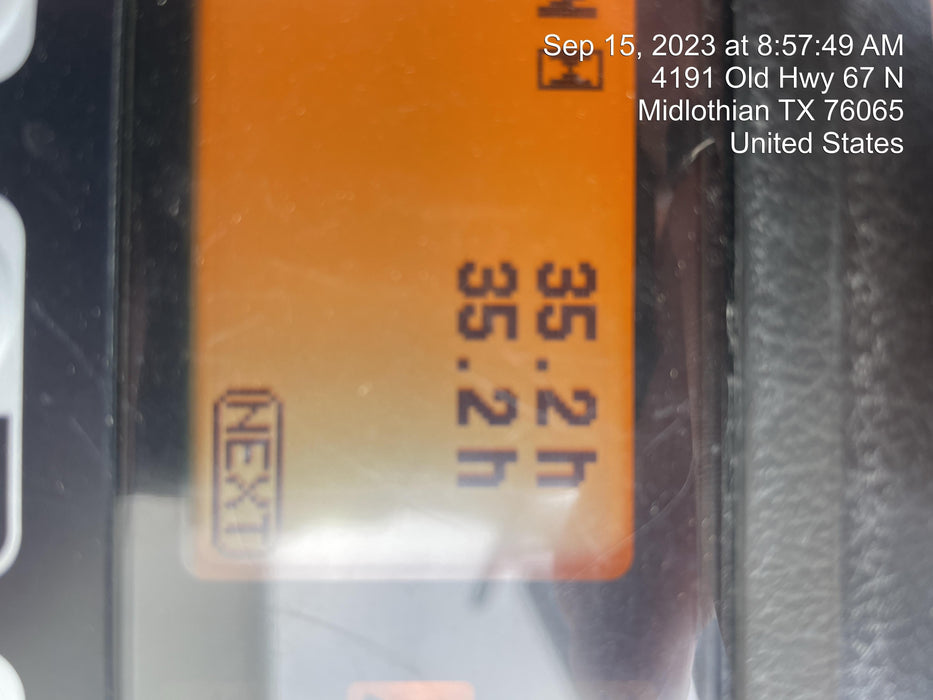 Sep 15, 2023 at 8:57:49 AM
4191 Old Hwy 67 N
Midlothian TX 76065
United States
35.2h
35.2h
NEXT